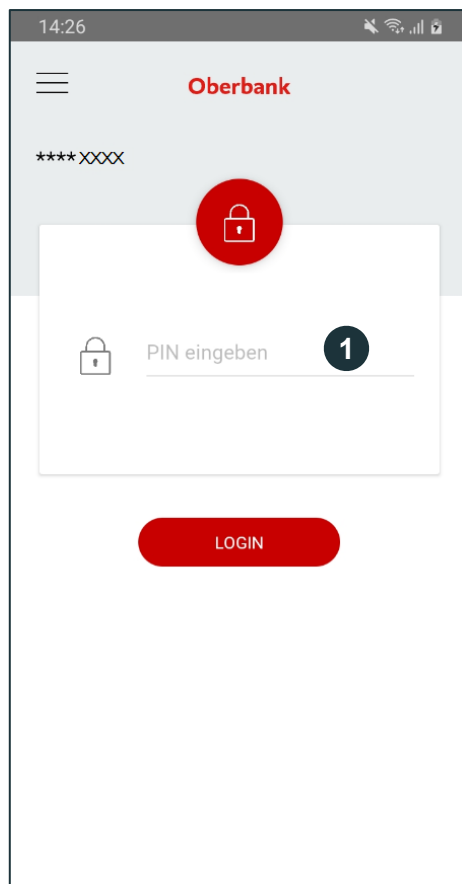 14:26
Oberbank
**** XXXX
PIN eingeben
1
LOGIN